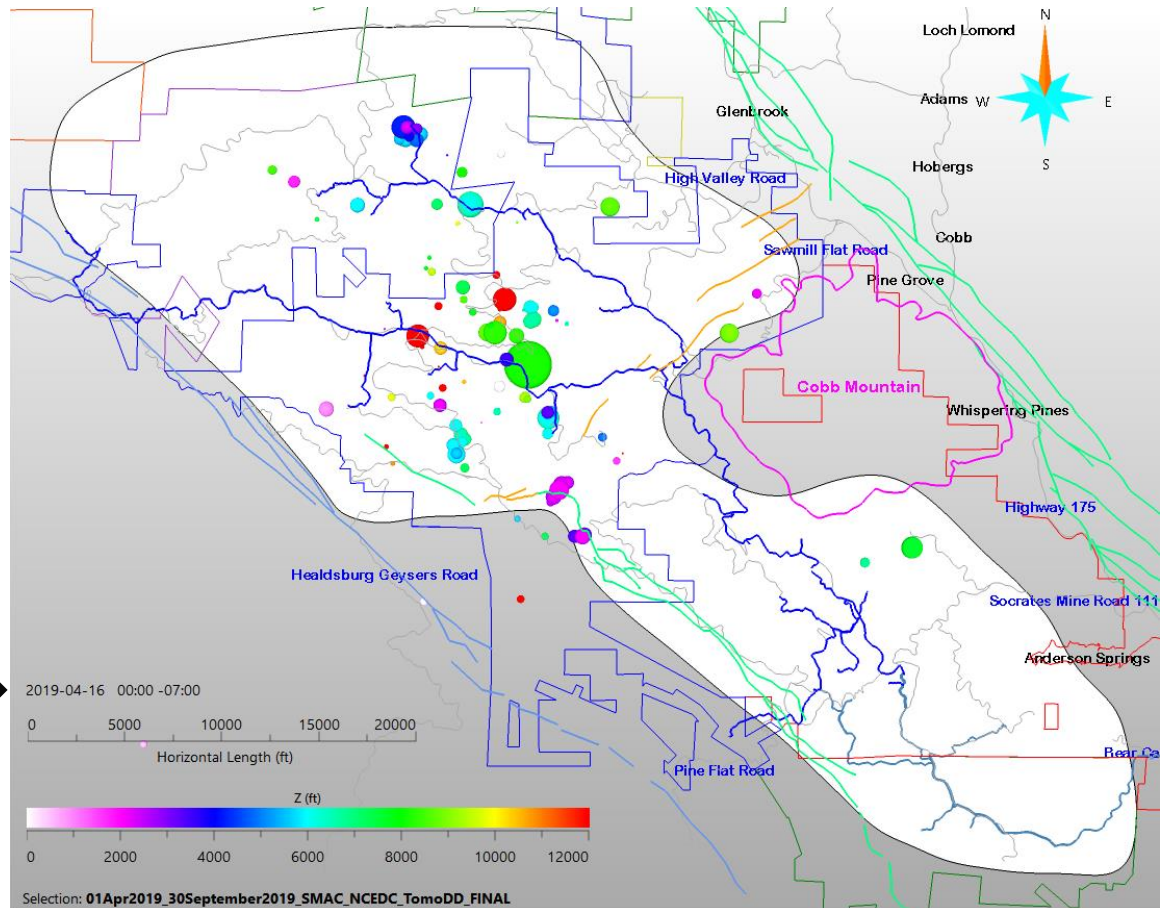 N
Loch Lomond
Adams
W
E
Glenbrook
S
Hobergs
High Valley Road
Cobb
Sawmill Flat Road
Pine Grove
Cobb Mountain
Whispering Pines
Highway 175
Healdsburg Geysers Road
Socrates Mine Road 111
Anderson Springs
2019-04-16 00:00 -07:00
0 5000 10000 15000 20000
Horizontal Length (ft)
Pine Flat Road
Z (ft)
0 2000 4000 6000 8000 10000 12000
Selection: 01Apr2019_30September2019_SMAC_NCEDC_TomoDD_FINAL